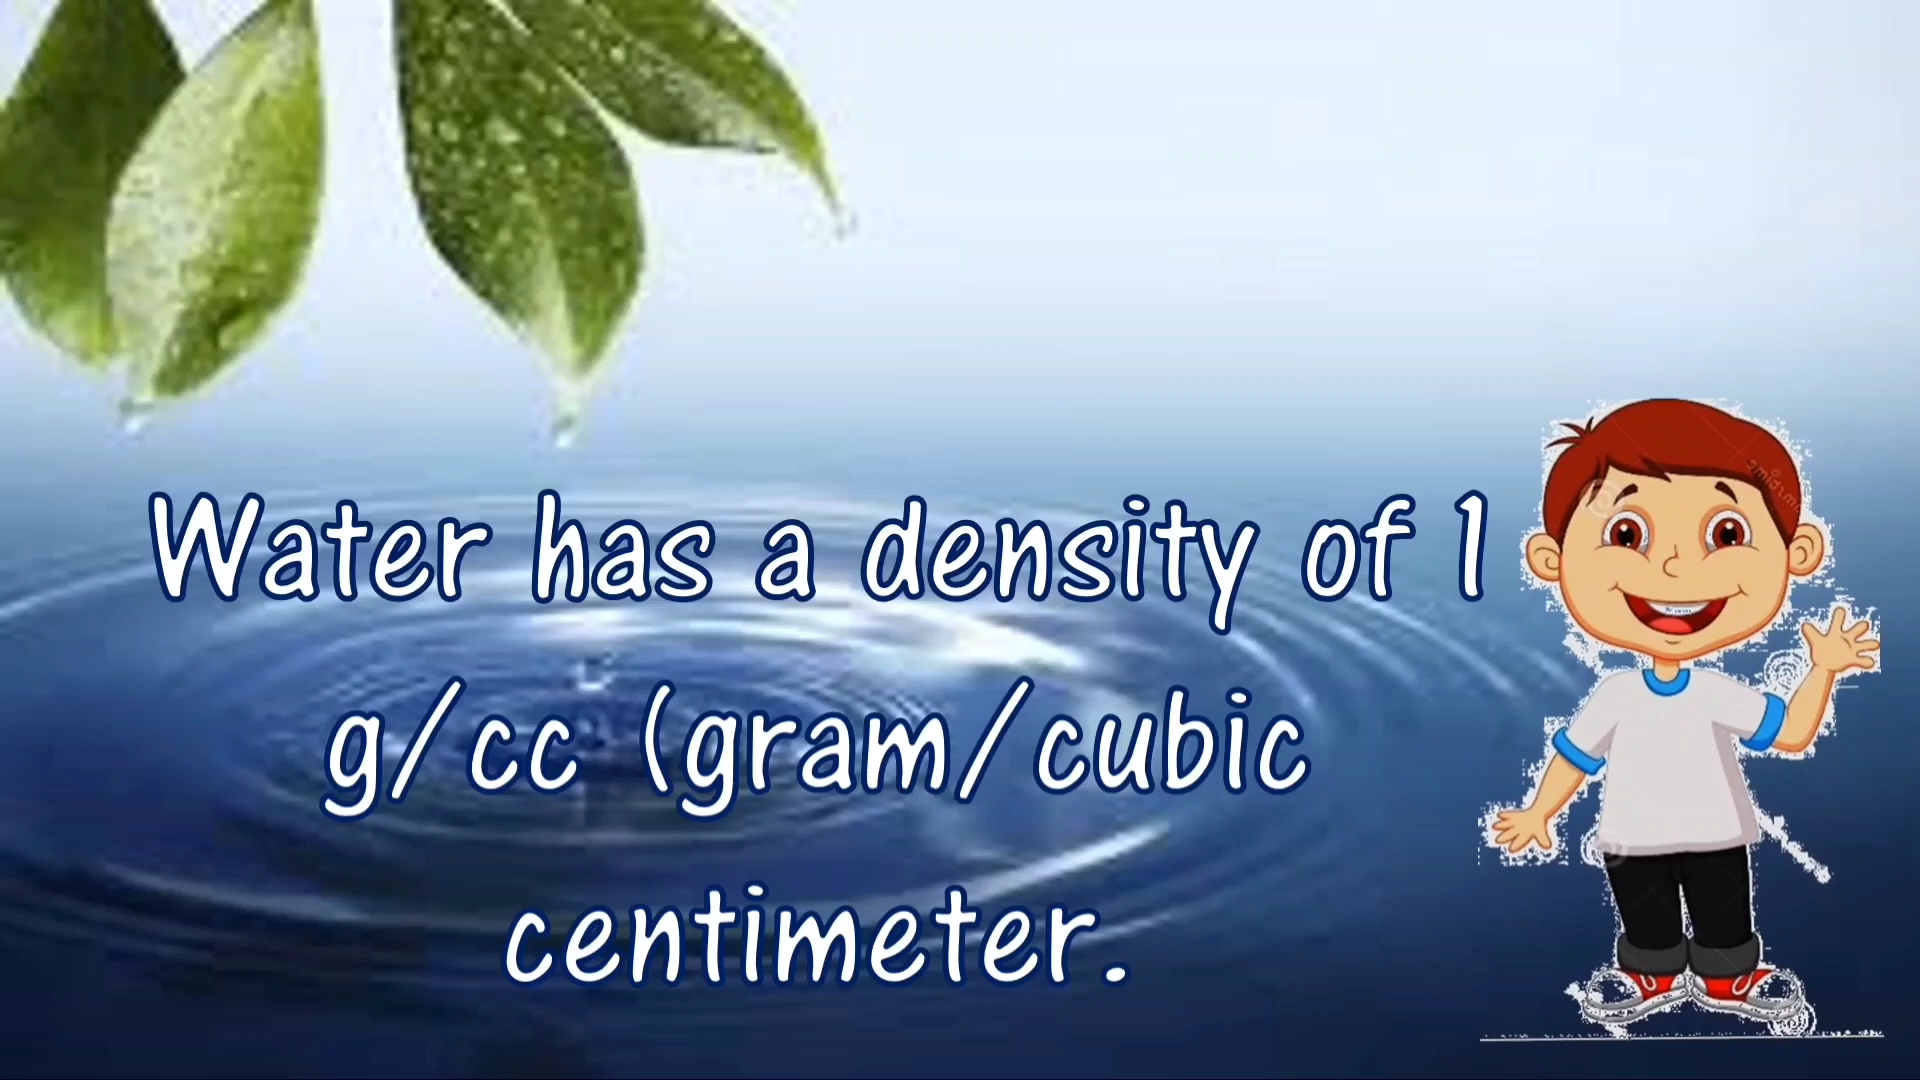 Water has a density of 1
g/cc (gram/cubic
centimeter.